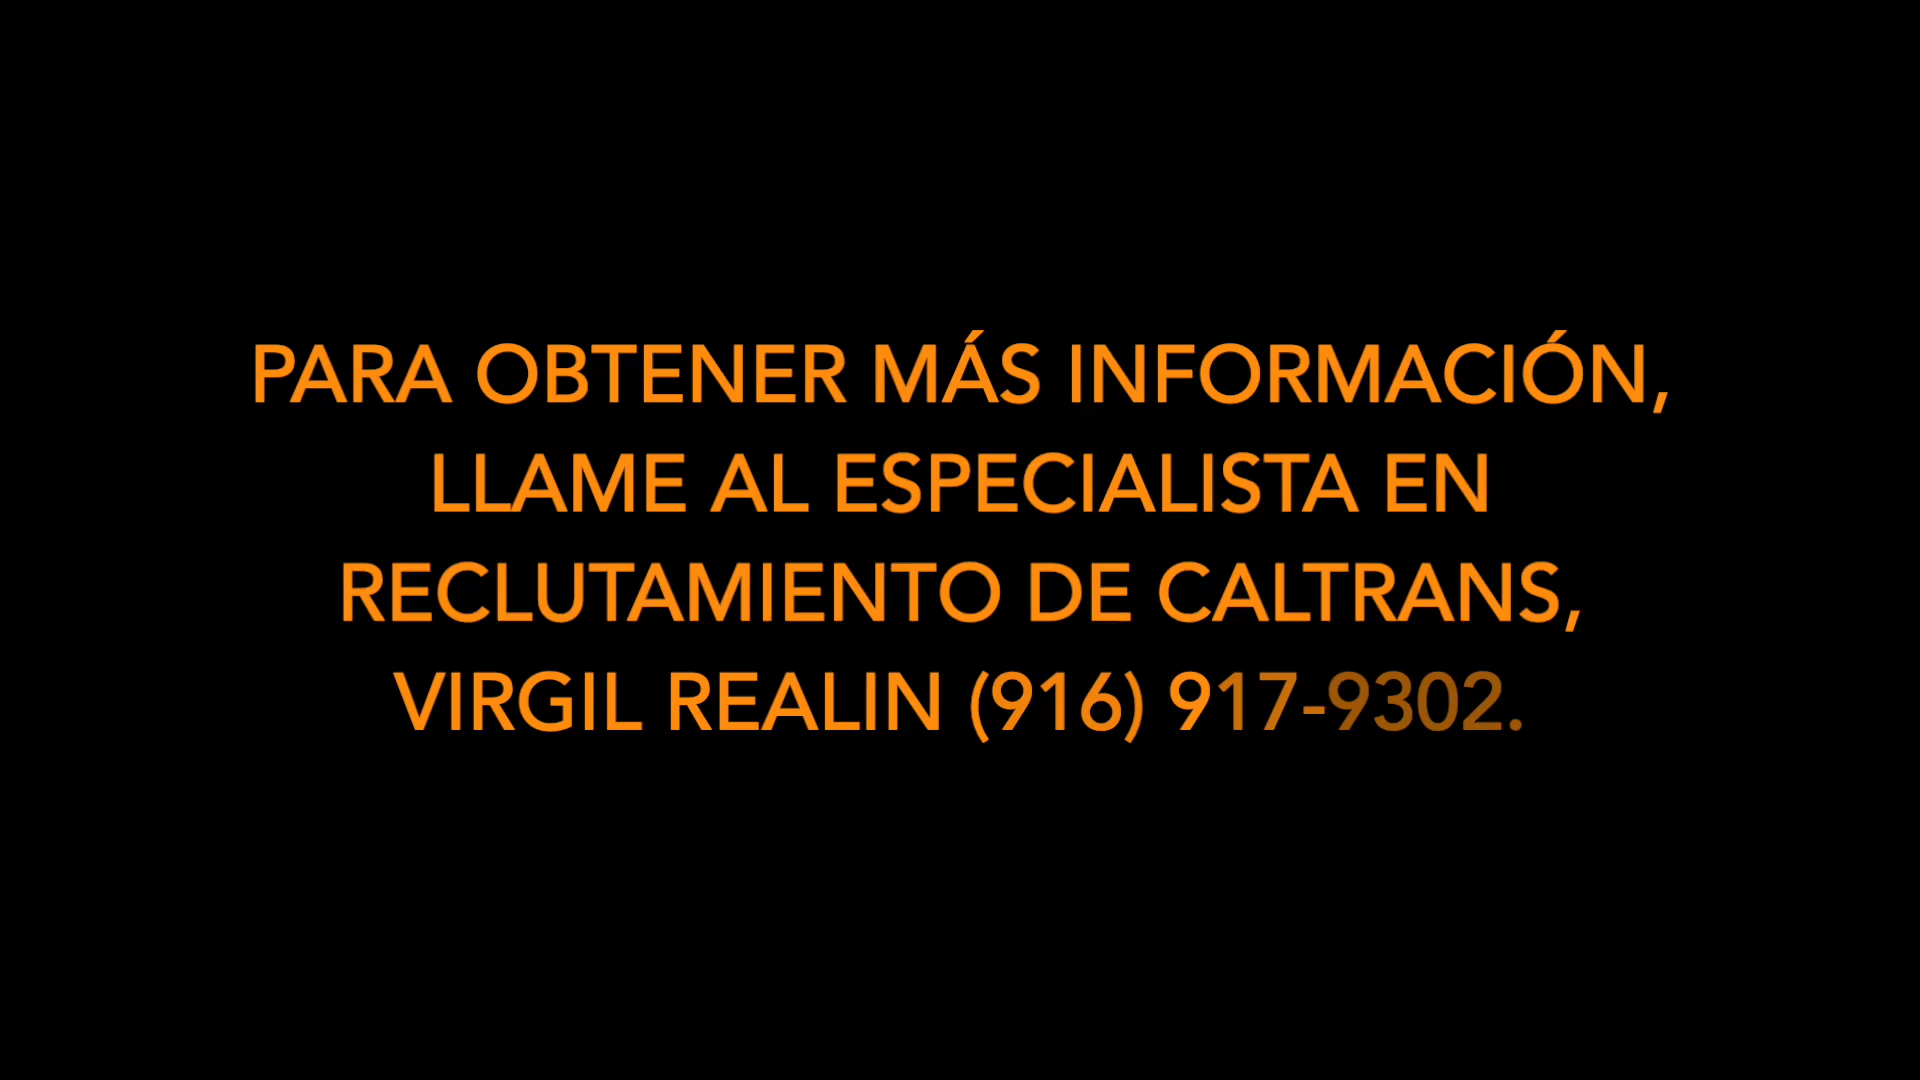 PARA OBTENER MÁS INFORMACIÓN,
LLAME AL ESPECIALISTA EN
RECLUTAMIENTO DE CALTRANS,
VIRGIL REALIN (916) 917-9302.